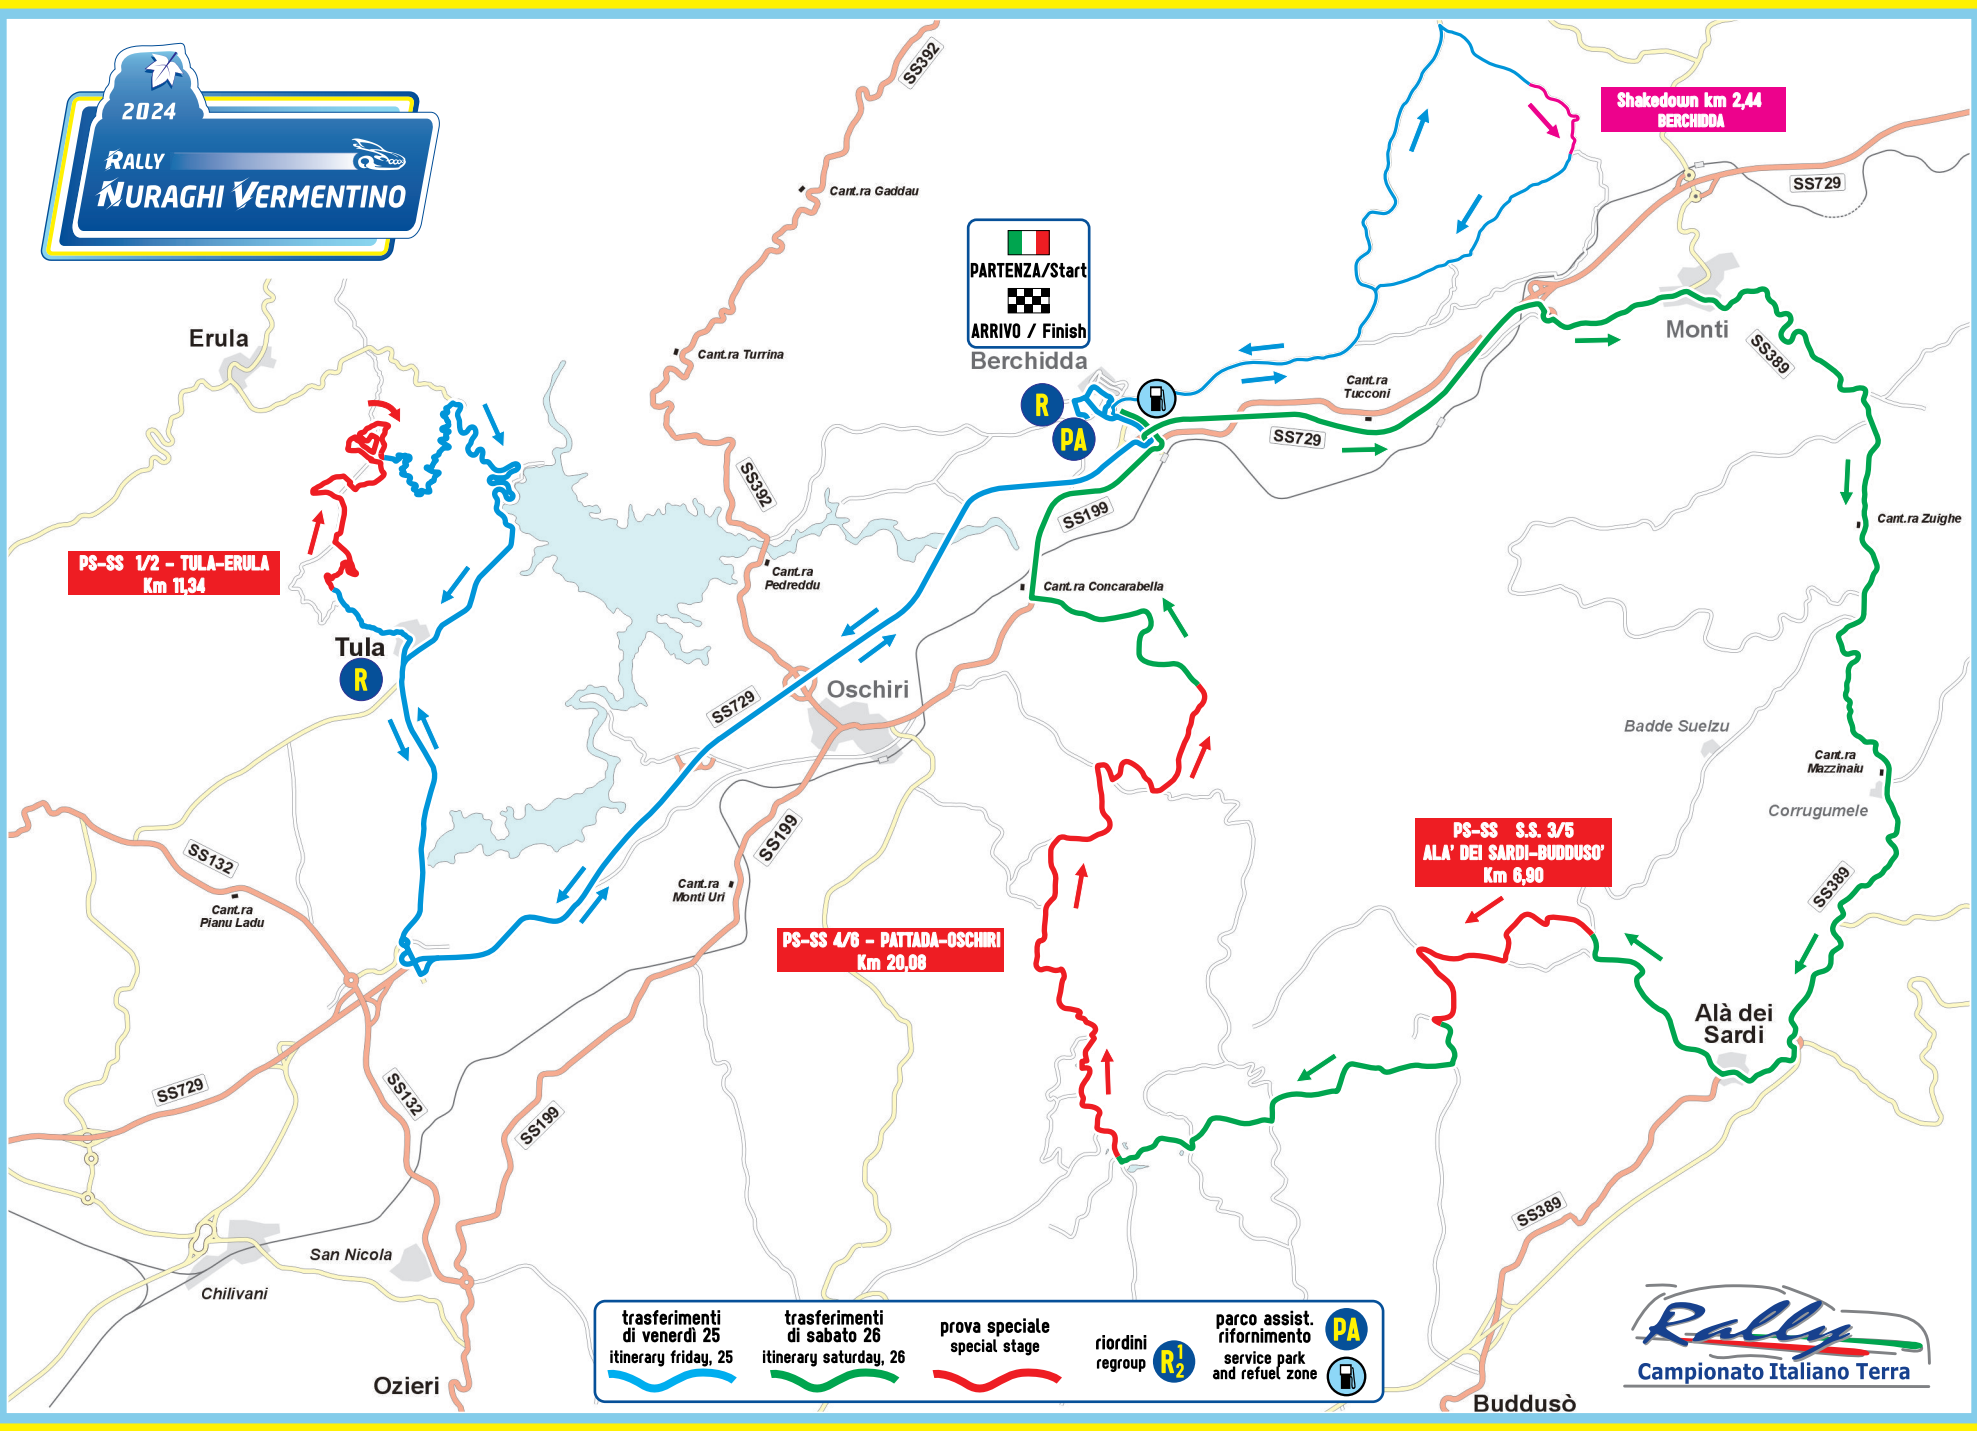 2024
RALLY
NURAGHI VERMENTINO
SS392
Shakedown km 2,44
BERCHIDDA
SS729
Cant.ra Gaddau
PARTENZA/Start
ARRIVO / Finish
Berchidda
Erula
Monti
SS389
Cant.ra Turrina
Cant.ra
Tucconi
R
PA
SS729
SS392
SS199
Cant.ra Zuighe
PS-SS 1/2 - TULA-ERULA
Km 11,34
Cant.ra
Pedreddu
Cant.ra Concarabella
Tula
R
Oschiri
SS729
Badde Suelzu
Cant.ra
Mazzinaiu
Corrugumele
SS132
SS199
PS-SS S.S. 3/5
ALA' DEI SARDI-BUDDUSO'
Km 6,90
SS389
Cant.ra
Monti Uri
Cant.ra
Pianu Ladu
PS-SS 4/6 - PATTADA-OSCHIRI
Km 20,08
Alà dei
Sardi
SS729
SS132
SS199
SS389
San Nicola
Chilivani
Ozieri
Buddusò
trasferimenti
di venerdì 25
itinerary friday, 25
trasferimenti
di sabato 26
itinerary saturday, 26
prova speciale
special stage
riordini
regroup
R 1 2
parco assist.
rifornimento
service park
and refuel zone
PA
Rally
Campionato Italiano Terra